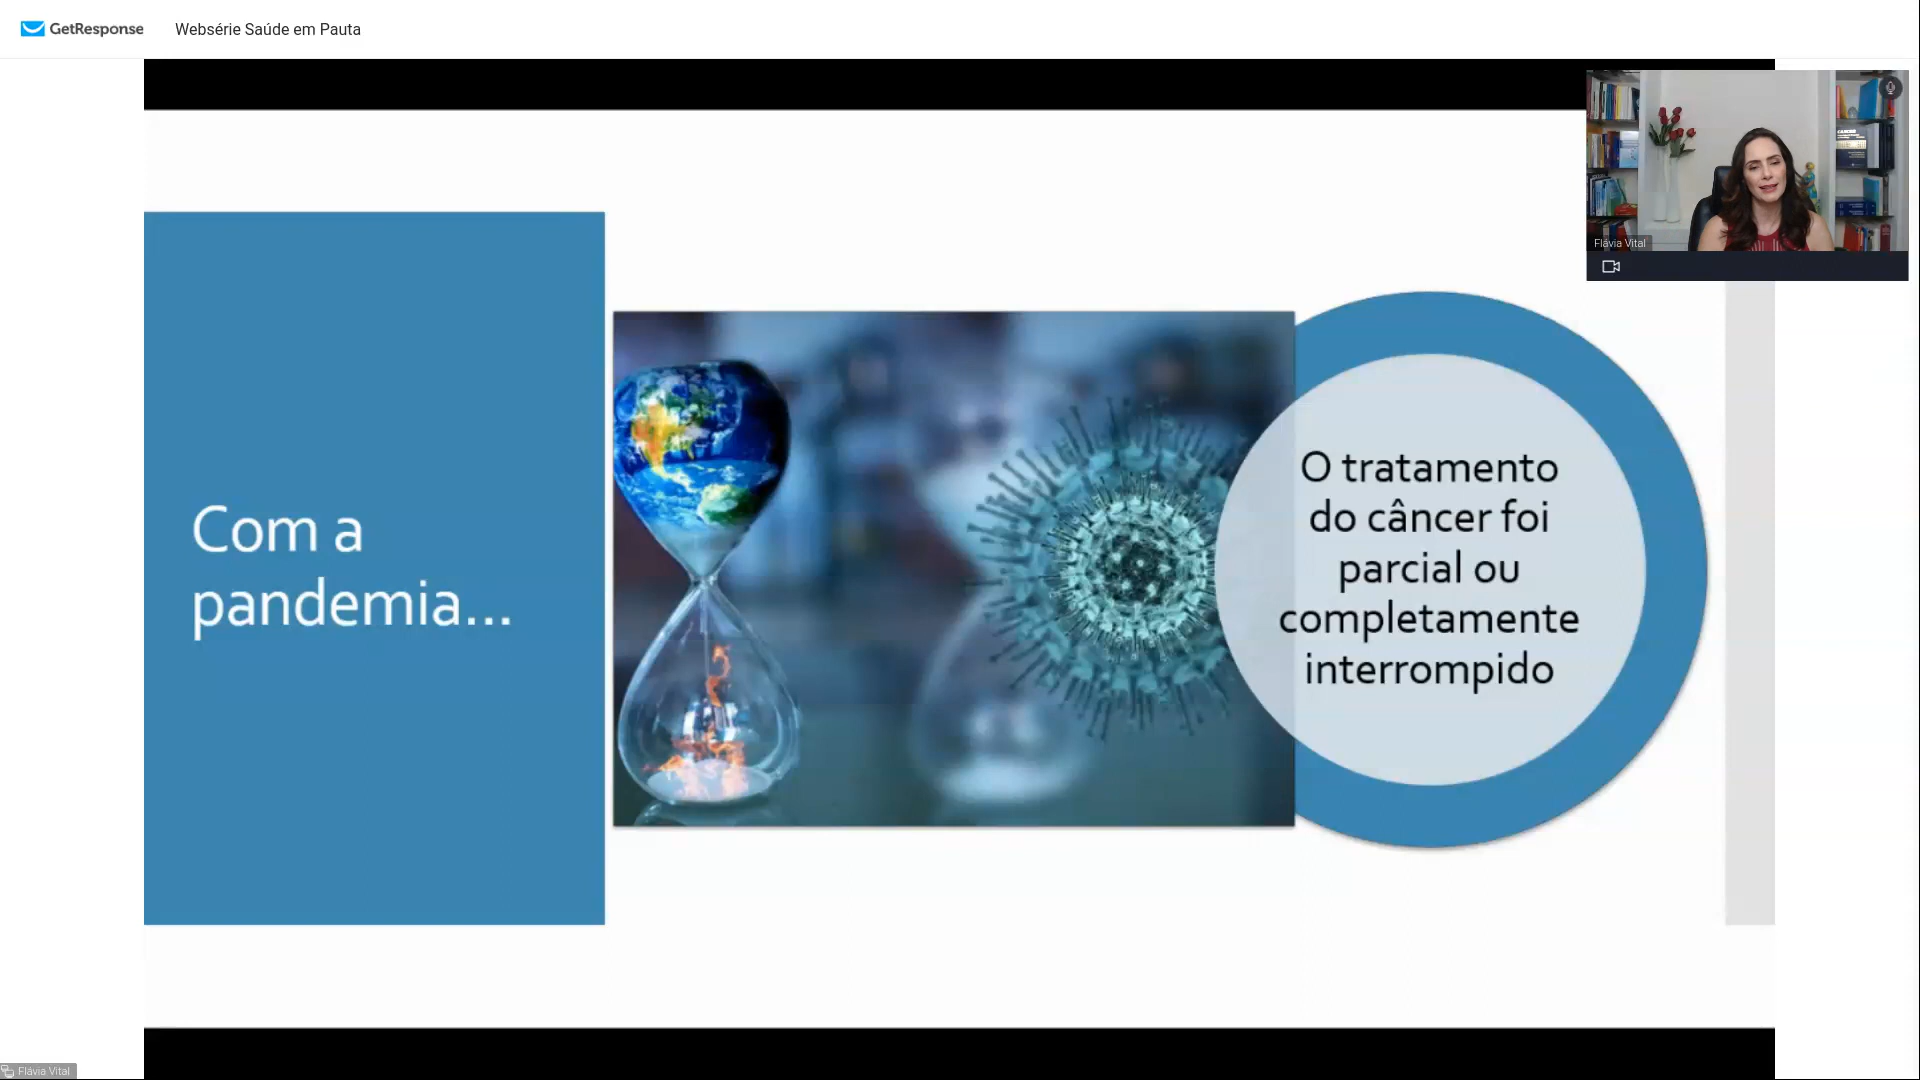 GetResponse
Websérie Saúde em Pauta
Flávia Vital
Com a
pandemia...
O tratamento
do câncer foi
parcial ou
completamente
interrompido
Flávia Vital